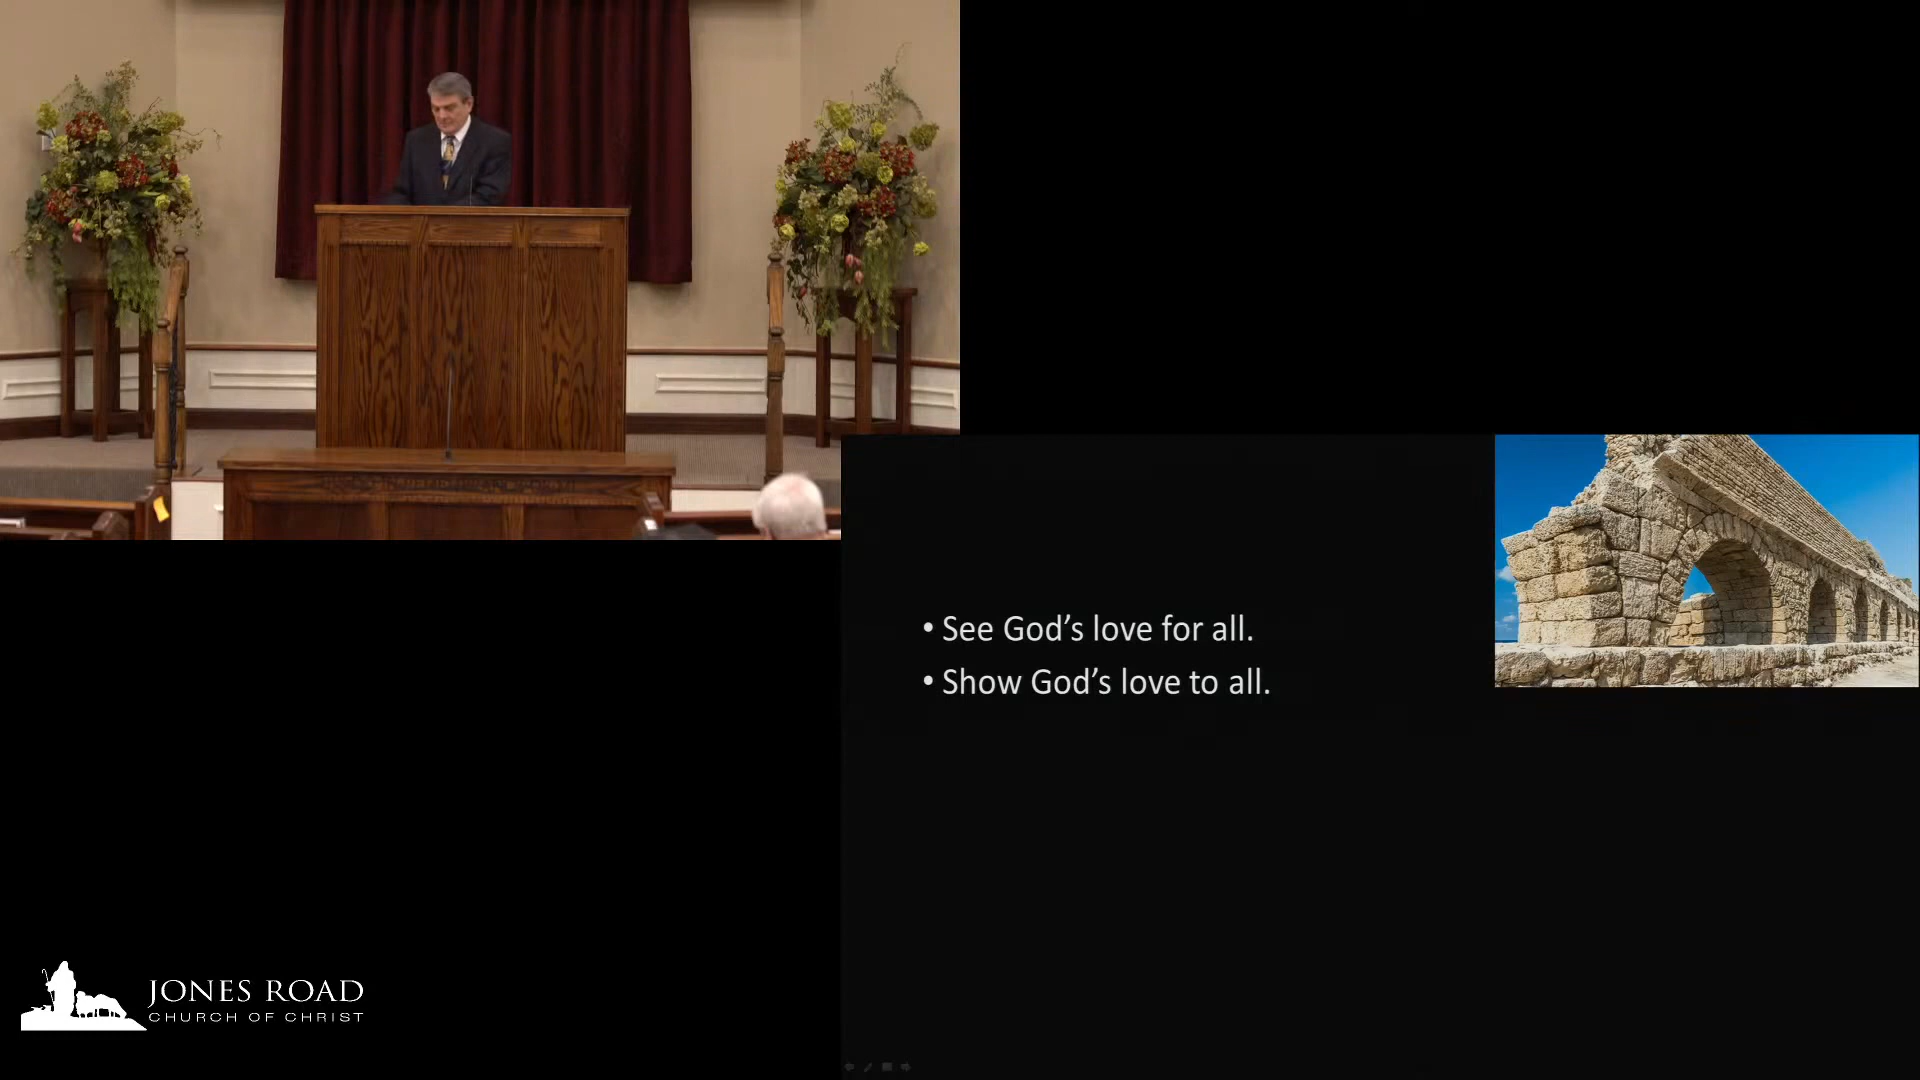 • See God’s love for all.
• Show God’s love to all.
JONES ROAD
CHURCH OF CHRIST